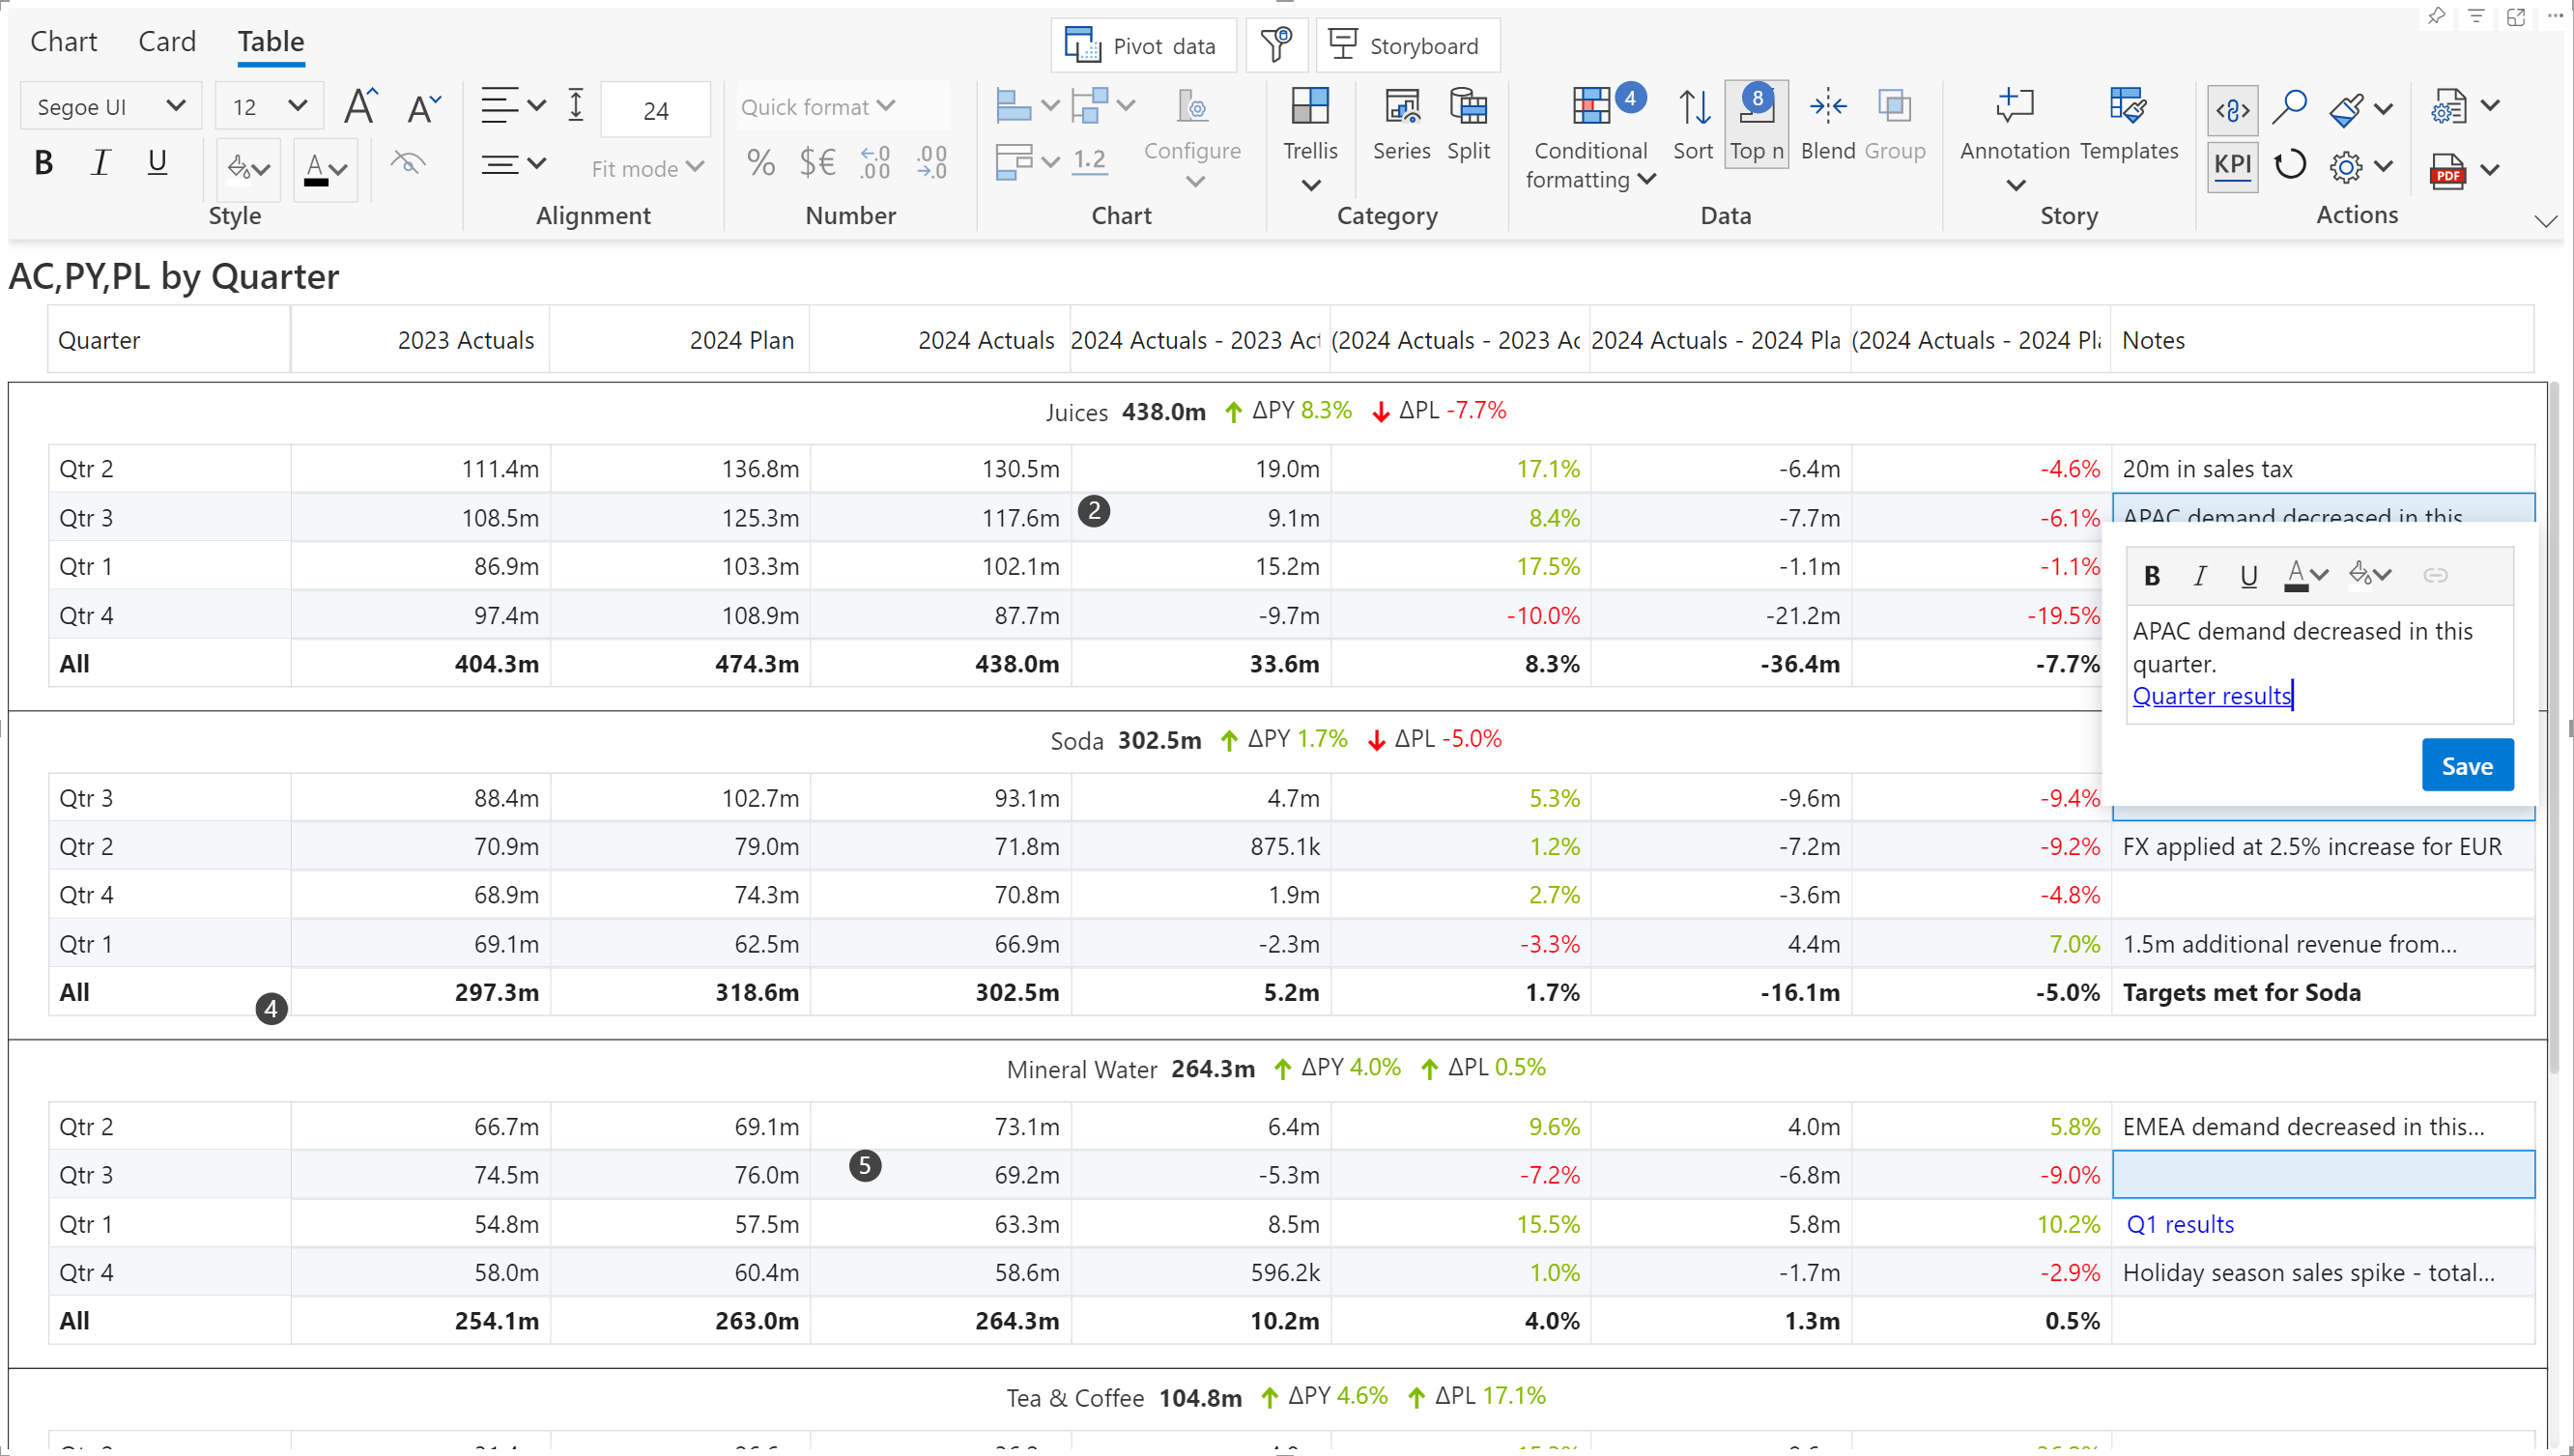 Chart Card Table
Pivot data Storyboard
Segoe UI 12 A A 24 Quick format 4 8
Conditional formatting Sort Top n Blend Group
Trellis Series Split Configure Annotation Templates
B I U A Fit mode % $€ .0 .00 .00 .0 1.2 KPI PDF
Style Alignment Number Chart Category Data Story Actions
AC,PY,PL by Quarter
Quarter 2023 Actuals 2024 Plan 2024 Actuals 2024 Actuals - 2023 Act (2024 Actuals - 2023 Ac 2024 Actuals - 2024 Pla (2024 Actuals - 2024 Pla Notes
Juices 438.0m ΔPY 8.3% ΔPL -7.7%
Qtr 2 111.4m 136.8m 130.5m 19.0m 17.1% -6.4m -4.6% 20m in sales tax
Qtr 3 108.5m 125.3m 117.6m 2 9.1m 8.4% -7.7m -6.1% APAC demand decreased in this
Qtr 1 86.9m 103.3m 102.1m 15.2m 17.5% -1.1m -1.1%
Qtr 4 97.4m 108.9m 87.7m -9.7m -10.0% -21.2m -19.5%
All 404.3m 474.3m 438.0m 33.6m 8.3% -36.4m -7.7%
B I U A
APAC demand decreased in this
quarter.
Quarter results
Save
Soda 302.5m ΔPY 1.7% ΔPL -5.0%
Qtr 3 88.4m 102.7m 93.1m 4.7m 5.3% -9.6m -9.4%
Qtr 2 70.9m 79.0m 71.8m 875.1k 1.2% -7.2m -9.2% FX applied at 2.5% increase for EUR
Qtr 4 68.9m 74.3m 70.8m 1.9m 2.7% -3.6m -4.8%
Qtr 1 69.1m 62.5m 66.9m -2.3m -3.3% 4.4m 7.0% 1.5m additional revenue from...
All 4 297.3m 318.6m 302.5m 5.2m 1.7% -16.1m -5.0% Targets met for Soda
Mineral Water 264.3m ΔPY 4.0% ΔPL 0.5%
Qtr 2 66.7m 69.1m 73.1m 6.4m 9.6% 4.0m 5.8% EMEA demand decreased in this...
Qtr 3 74.5m 76.0m 5 69.2m -5.3m -7.2% -6.8m -9.0%
Qtr 1 54.8m 57.5m 63.3m 8.5m 15.5% 5.8m 10.2% Q1 results
Qtr 4 58.0m 60.4m 58.6m 596.2k 1.0% -1.7m -2.9% Holiday season sales spike - total...
All 254.1m 263.0m 264.3m 10.2m 4.0% 1.3m 0.5%
Tea & Coffee 104.8m ΔPY 4.6% ΔPL 17.1%